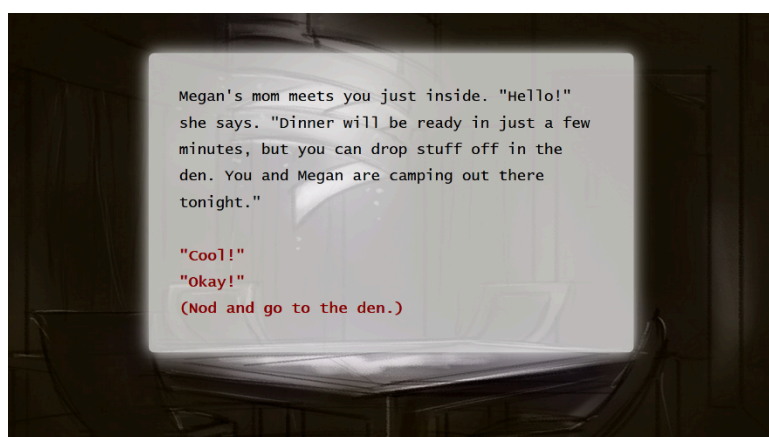 Megan's mom meets you just inside. "Hello!"
she says. "Dinner will be ready in just a few
minutes, but you can drop stuff off in the
den. You and Megan are camping out there
tonight."
"Cool!"
"Okay!"
(Nod and go to the den.)